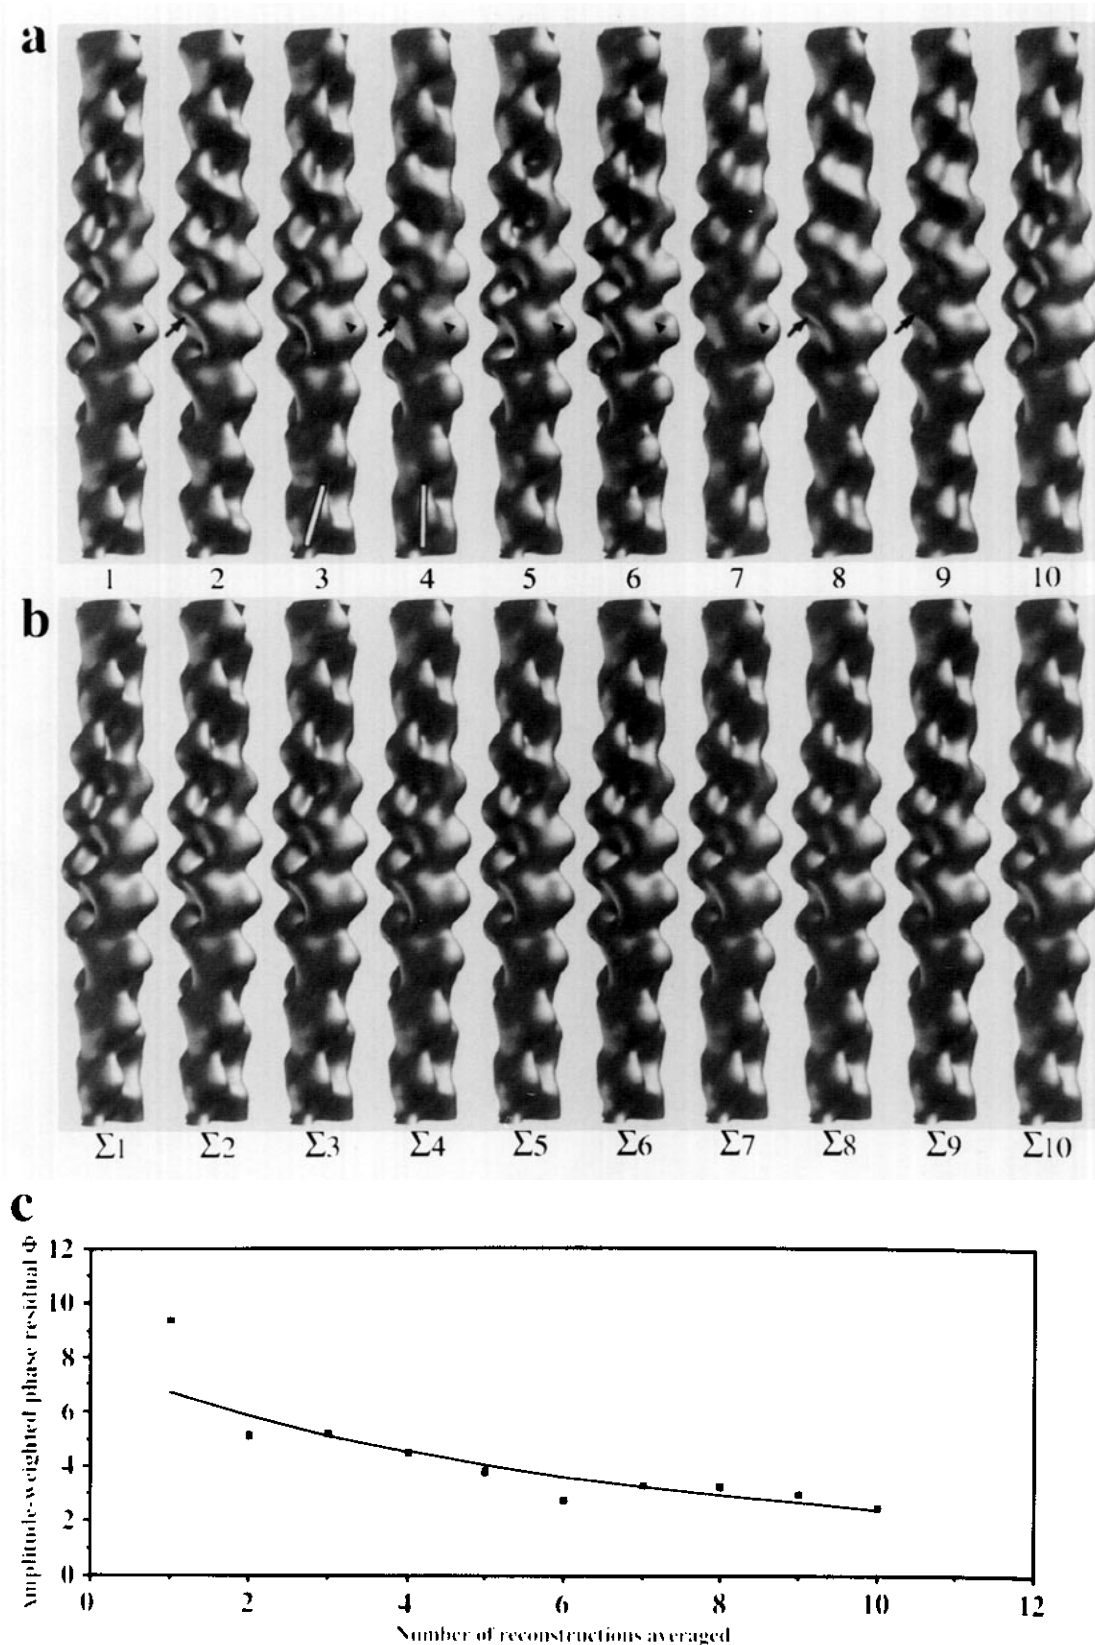 a
1 2 3 4 5 6 7 8 9 10
b
Σ1 Σ2 Σ3 Σ4 Σ5 Σ6 Σ7 Σ8 Σ9 Σ10
c
Amplitude-weighted phase residual Φ
12
10
8
6
4
2
0
0 2 4 6 8 10 12
Number of reconstructions averaged